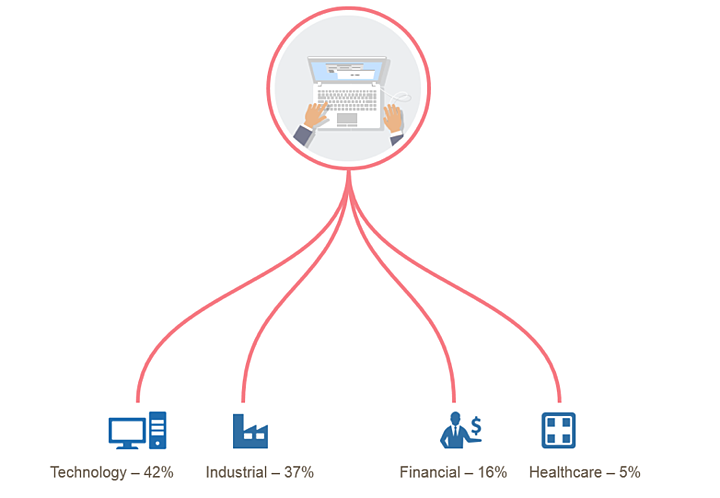 $
Technology – 42%
Industrial – 37%
Financial – 16%
Healthcare – 5%